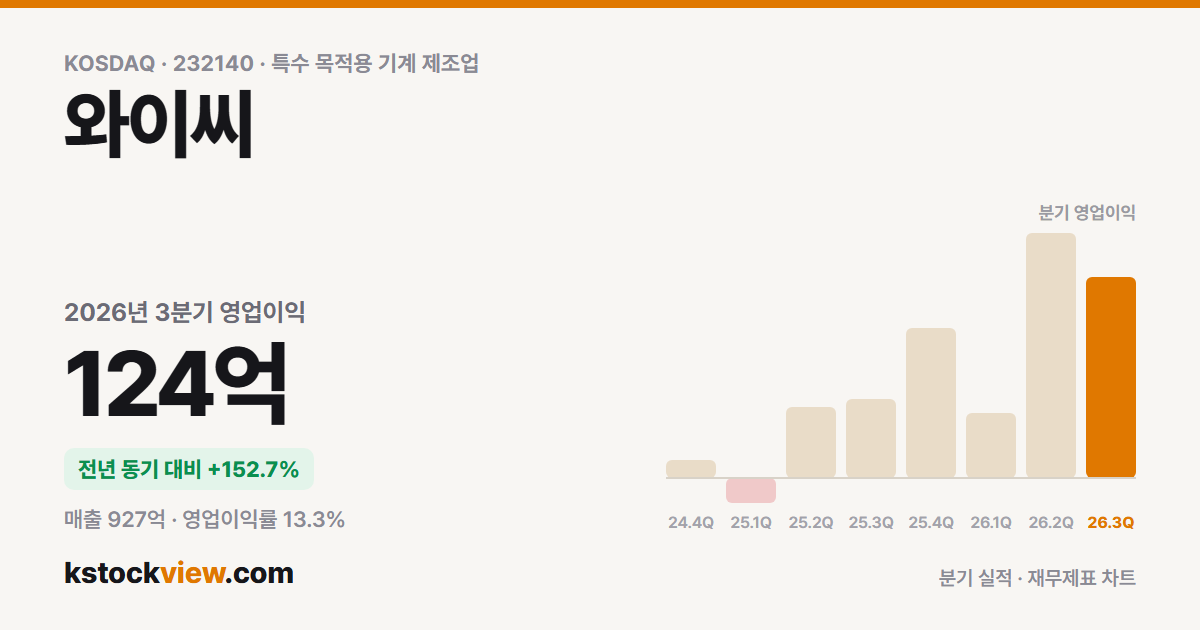 KOSDAQ · 232140 · 특수 목적용 기계 제조업
와이씨
분기 영업이익
2026년 3분기 영업이익
124억
전년 동기 대비 +152.7%
매출 927억 · 영업이익률 13.3%
24.4Q 25.1Q 25.2Q 25.3Q 25.4Q 26.1Q 26.2Q 26.3Q
kstockview.com
분기 실적 · 재무제표 차트